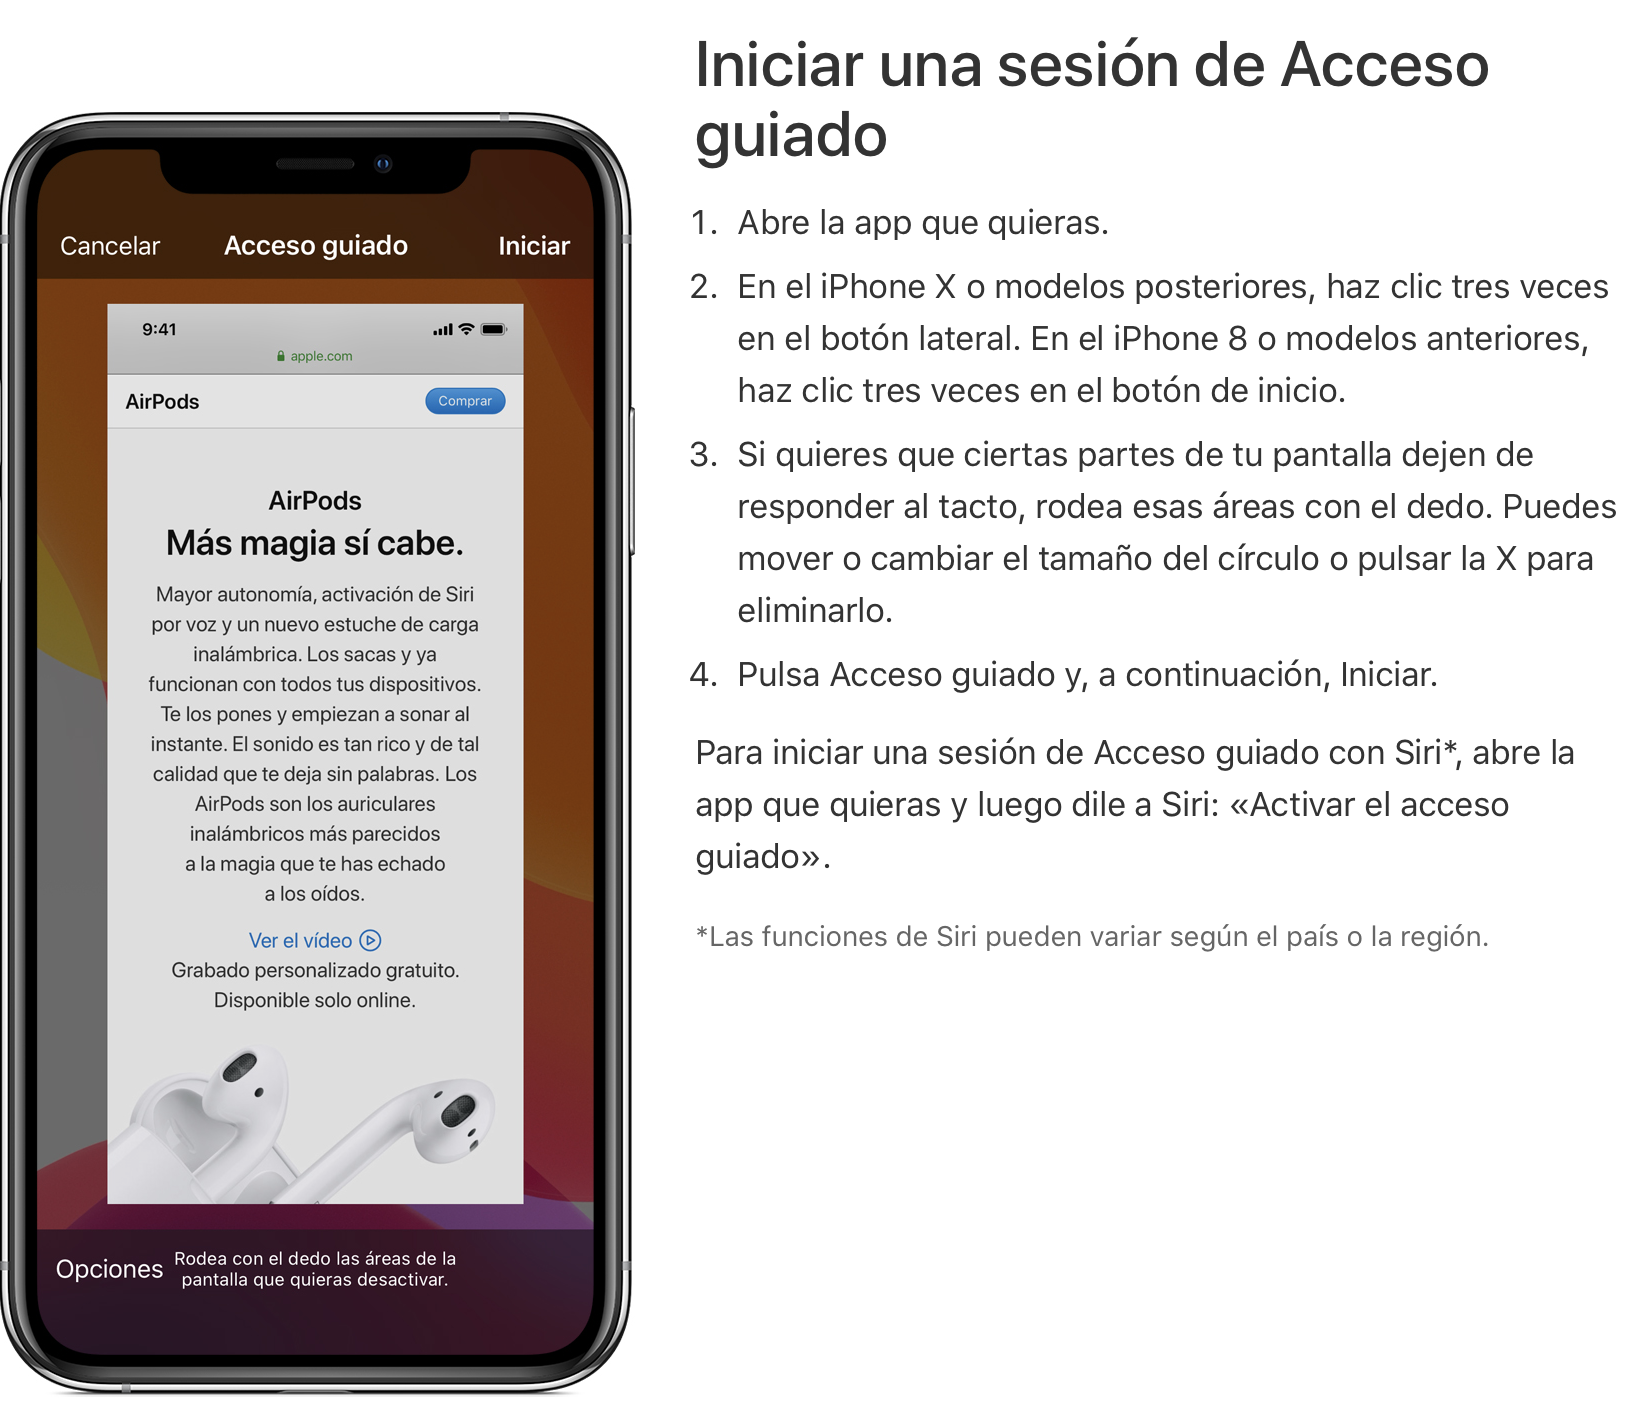 Iniciar una sesión de Acceso
guiado
1. Abre la app que quieras.
2. En el iPhone X o modelos posteriores, haz clic tres veces
en el botón lateral. En el iPhone 8 o modelos anteriores,
haz clic tres veces en el botón de inicio.
3. Si quieres que ciertas partes de tu pantalla dejen de
responder al tacto, rodea esas áreas con el dedo. Puedes
mover o cambiar el tamaño del círculo o pulsar la X para
eliminarlo.
4. Pulsa Acceso guiado y, a continuación, Iniciar.
Para iniciar una sesión de Acceso guiado con Siri*, abre la
app que quieras y luego dile a Siri: «Activar el acceso
guiado».
*Las funciones de Siri pueden variar según el país o la región.
Cancelar Acceso guiado Iniciar
9:41
apple.com
AirPods Comprar
AirPods
Más magia sí cabe.
Mayor autonomía, activación de Siri
por voz y un nuevo estuche de carga
inalámbrica. Los sacas y ya
funcionan con todos tus dispositivos.
Te los pones y empiezan a sonar al
instante. El sonido es tan rico y de tal
calidad que te deja sin palabras. Los
AirPods son los auriculares
inalámbricos más parecidos
a la magia que te has echado
a los oídos.
Ver el vídeo
Grabado personalizado gratuito.
Disponible solo online.
Opciones
Rodea con el dedo las áreas de la
pantalla que quieras desactivar.